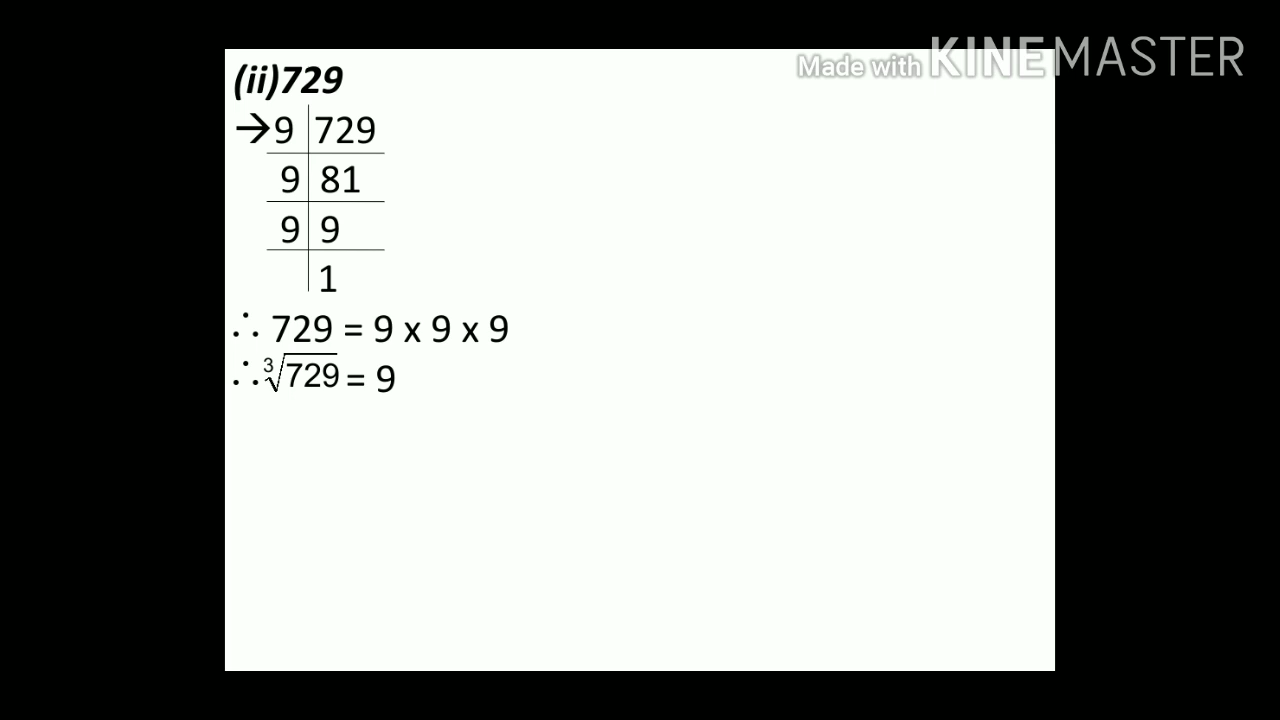 Made with KINEMASTER
(ii)729
→9 729
9 81
9 9
1
∴ 729 = 9 x 9 x 9
∴ ∛729 = 9